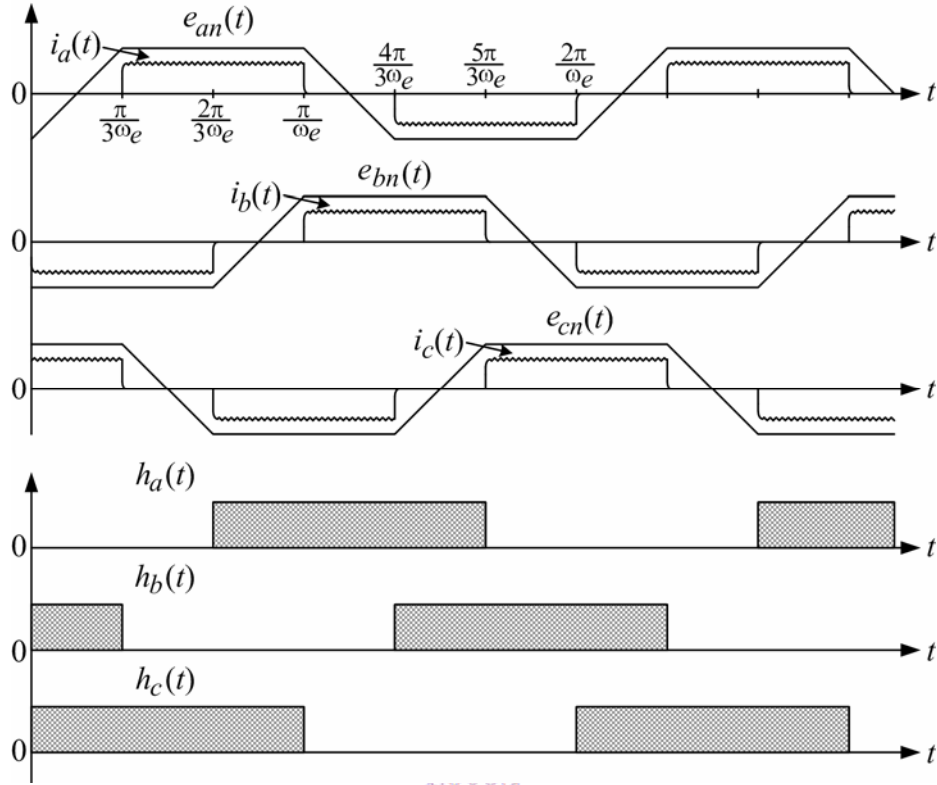 e_an(t)
i_a(t)
4π/3ω_e 5π/3ω_e 2π/ω_e
0 t
π/3ω_e 2π/3ω_e π/ω_e
e_bn(t)
i_b(t)
0 t
e_cn(t)
i_c(t)
0 t
h_a(t)
0 t
h_b(t)
0 t
h_c(t)
0 t